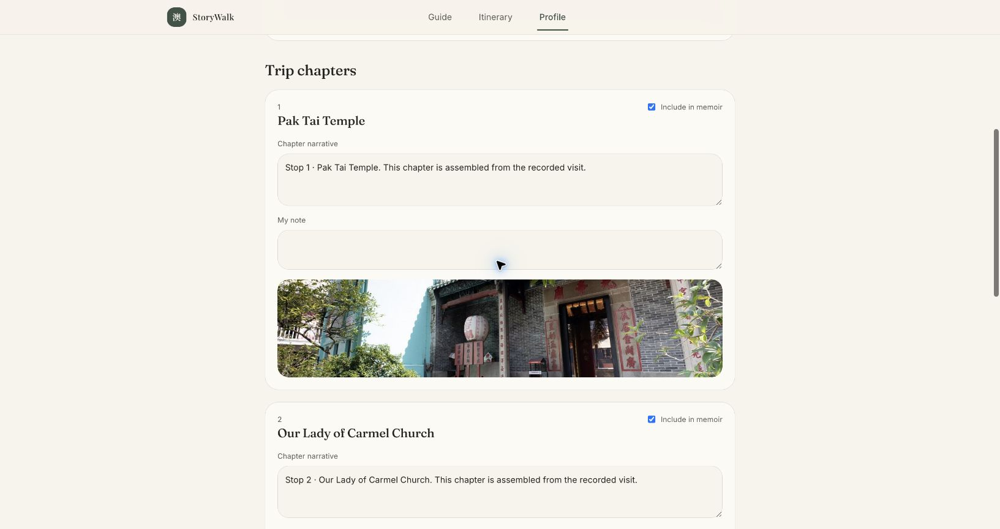 澳 StoryWalk Guide Itinerary Profile
Trip chapters
1 Include in memoir
Pak Tai Temple
Chapter narrative
Stop 1 · Pak Tai Temple. This chapter is assembled from the recorded visit.
My note
2 Include in memoir
Our Lady of Carmel Church
Chapter narrative
Stop 2 · Our Lady of Carmel Church. This chapter is assembled from the recorded visit.